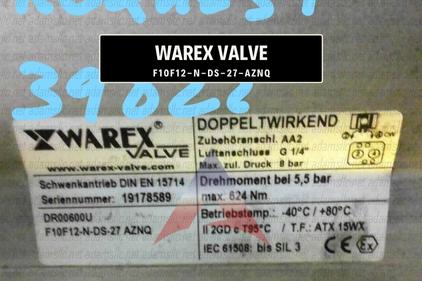 REQUEST
WAREX VALVE
F10F12-N-DS-27-AZNQ
WAREX
VALVE
www.warex-valve.com
Schwenkantrieb DIN EN 15714
Seriennummer: 19178589
DR00600U
F10F12-N-DS-27 AZNQ
DOPPELTWIRKEND
Zubehöranschl. AA2
Luftanschluss G 1/4"
Max. zul. Druck 8 bar
Drehmoment bei 5,5 bar
max. 624 Nm
Betriebstemp.: -40°C / +80°C
II 2GD c T95°C / T.F.: ATX 15WX
IEC 61508: bis SIL 3